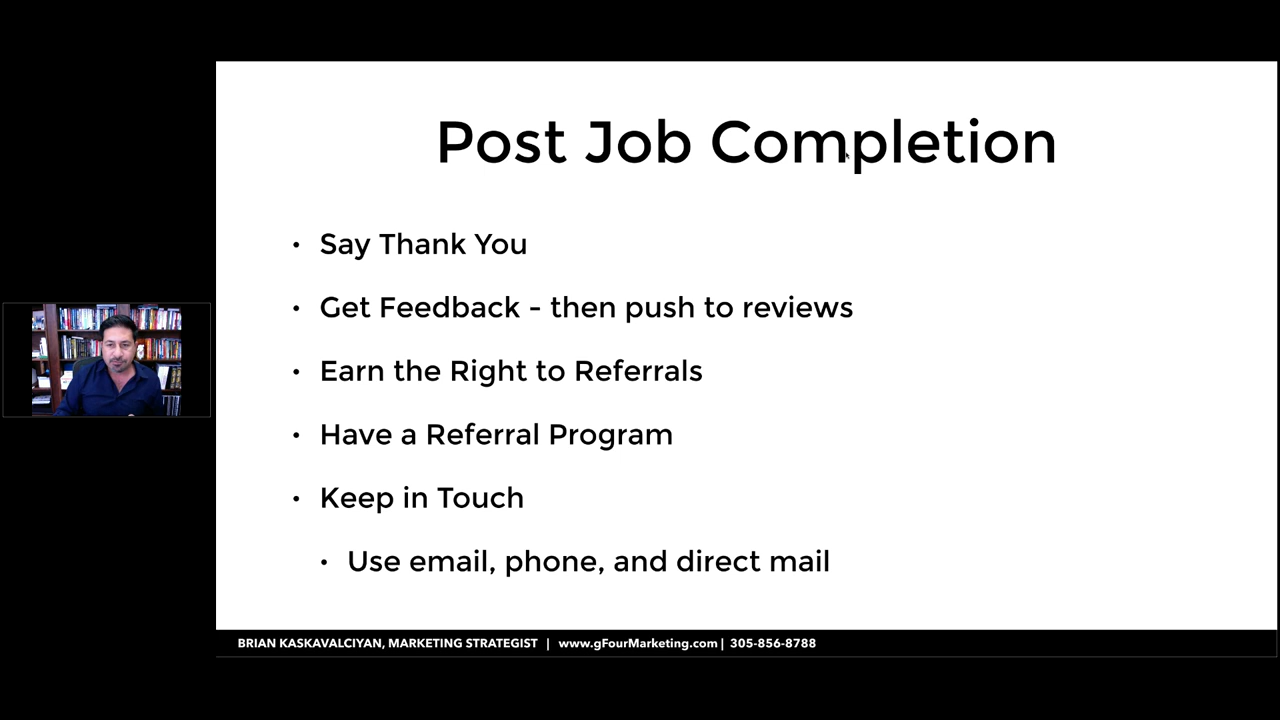 Post Job Completion
• Say Thank You
• Get Feedback - then push to reviews
• Earn the Right to Referrals
• Have a Referral Program
• Keep in Touch
• Use email, phone, and direct mail
BRIAN KASKAVALCIYAN, MARKETING STRATEGIST | www.gFourMarketing.com | 305-856-8788